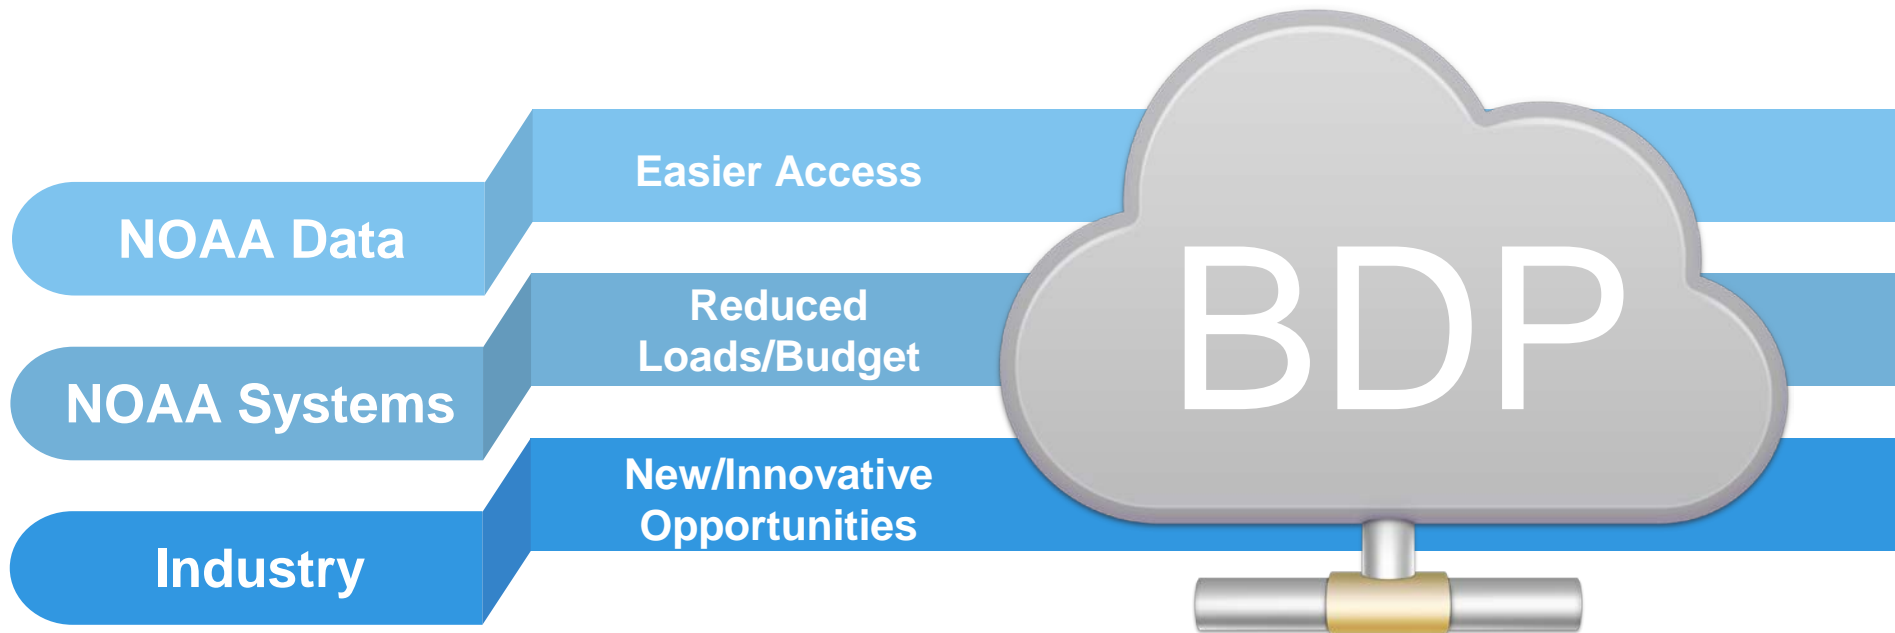 NOAA Data
Easier Access
NOAA Systems
Reduced
Loads/Budget
Industry
New/Innovative
Opportunities
BDP